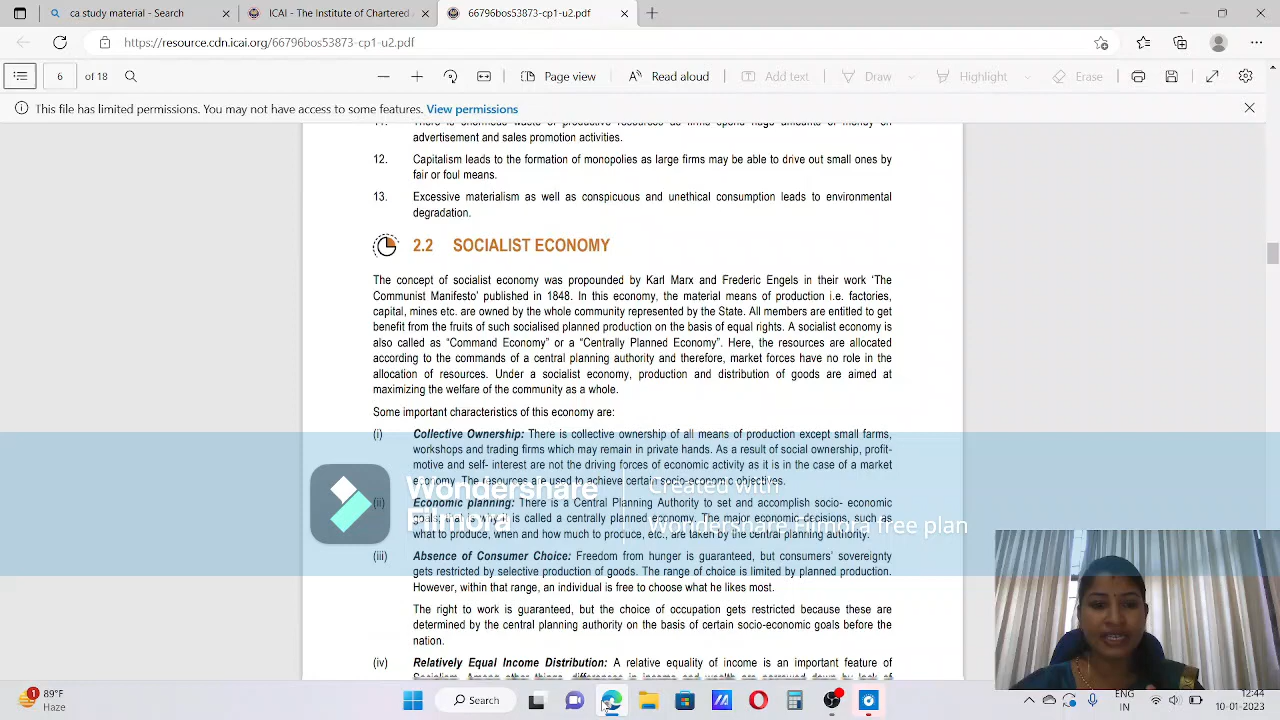 ca study material - Search
ICAI - The Institute of Chartered
66796bos53873-cp1-u2.pdf
https://resource.cdn.icai.org/66796bos53873-cp1-u2.pdf
6 of 18
Page view
Read aloud
Add text
Draw
Highlight
Erase
This file has limited permissions. You may not have access to some features. View permissions
advertisement and sales promotion activities.
12. Capitalism leads to the formation of monopolies as large firms may be able to drive out small ones by
fair or foul means.
13. Excessive materialism as well as conspicuous and unethical consumption leads to environmental
degradation.
2.2 SOCIALIST ECONOMY
The concept of socialist economy was propounded by Karl Marx and Frederic Engels in their work ‘The
Communist Manifesto’ published in 1848. In this economy, the material means of production i.e. factories,
capital, mines etc. are owned by the whole community represented by the State. All members are entitled to get
benefit from the fruits of such socialised planned production on the basis of equal rights. A socialist economy is
also called as “Command Economy” or a “Centrally Planned Economy”. Here, the resources are allocated
according to the commands of a central planning authority and therefore, market forces have no role in the
allocation of resources. Under a socialist economy, production and distribution of goods are aimed at
maximizing the welfare of the community as a whole.
Some important characteristics of this economy are:
(i) Collective Ownership: There is collective ownership of all means of production except small farms,
workshops and trading firms which may remain in private hands. As a result of social ownership, profit-
motive and self- interest are not the driving forces of economic activity as it is in the case of a market
economy. The resources are used to achieve certain socio-economic objectives.
(ii) Economic planning: There is a Central Planning Authority to set and accomplish socio- economic
is called a centrally planned economy. The major economic decisions, such as
what to produce, when and how much to produce, etc., are taken by the central planning authority.
(iii) Absence of Consumer Choice: Freedom from hunger is guaranteed, but consumers’ sovereignty
gets restricted by selective production of goods. The range of choice is limited by planned production.
However, within that range, an individual is free to choose what he likes most.
The right to work is guaranteed, but the choice of occupation gets restricted because these are
determined by the central planning authority on the basis of certain socio-economic goals before the
nation.
(iv) Relatively Equal Income Distribution: A relative equality of income is an important feature of
Wondershare
Filmora
Created with
Wondershare Filmora free plan
89°F
Haze
Search
ENG
IN
12:44
10-01-2023